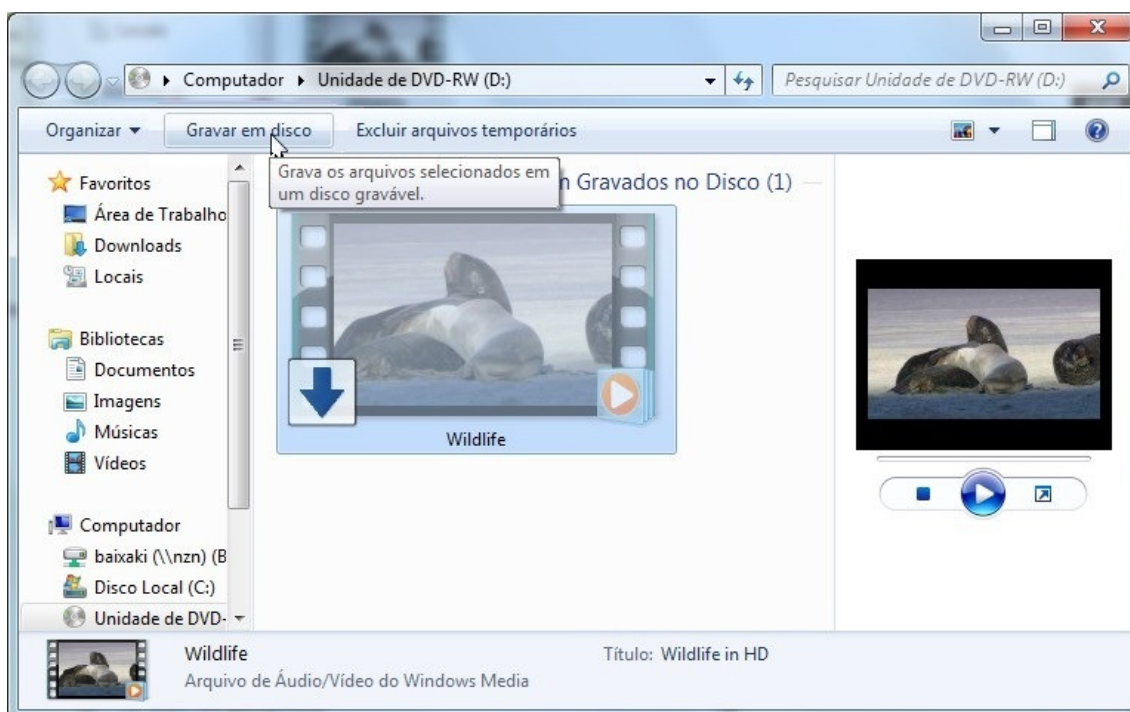 Computador
Unidade de DVD-RW (D:)
Pesquisar Unidade de DVD-RW (D:)
Organizar
Gravar em disco
Excluir arquivos temporários
Grava os arquivos selecionados em
um disco gravável.
Gravados no Disco (1)
Favoritos
Área de Trabalho
Downloads
Locais
Bibliotecas
Documentos
Imagens
Músicas
Vídeos
Computador
baixaki (\\nzn) (B
Disco Local (C:)
Unidade de DVD-
Wildlife
Wildlife
Título: Wildlife in HD
Arquivo de Áudio/Vídeo do Windows Media